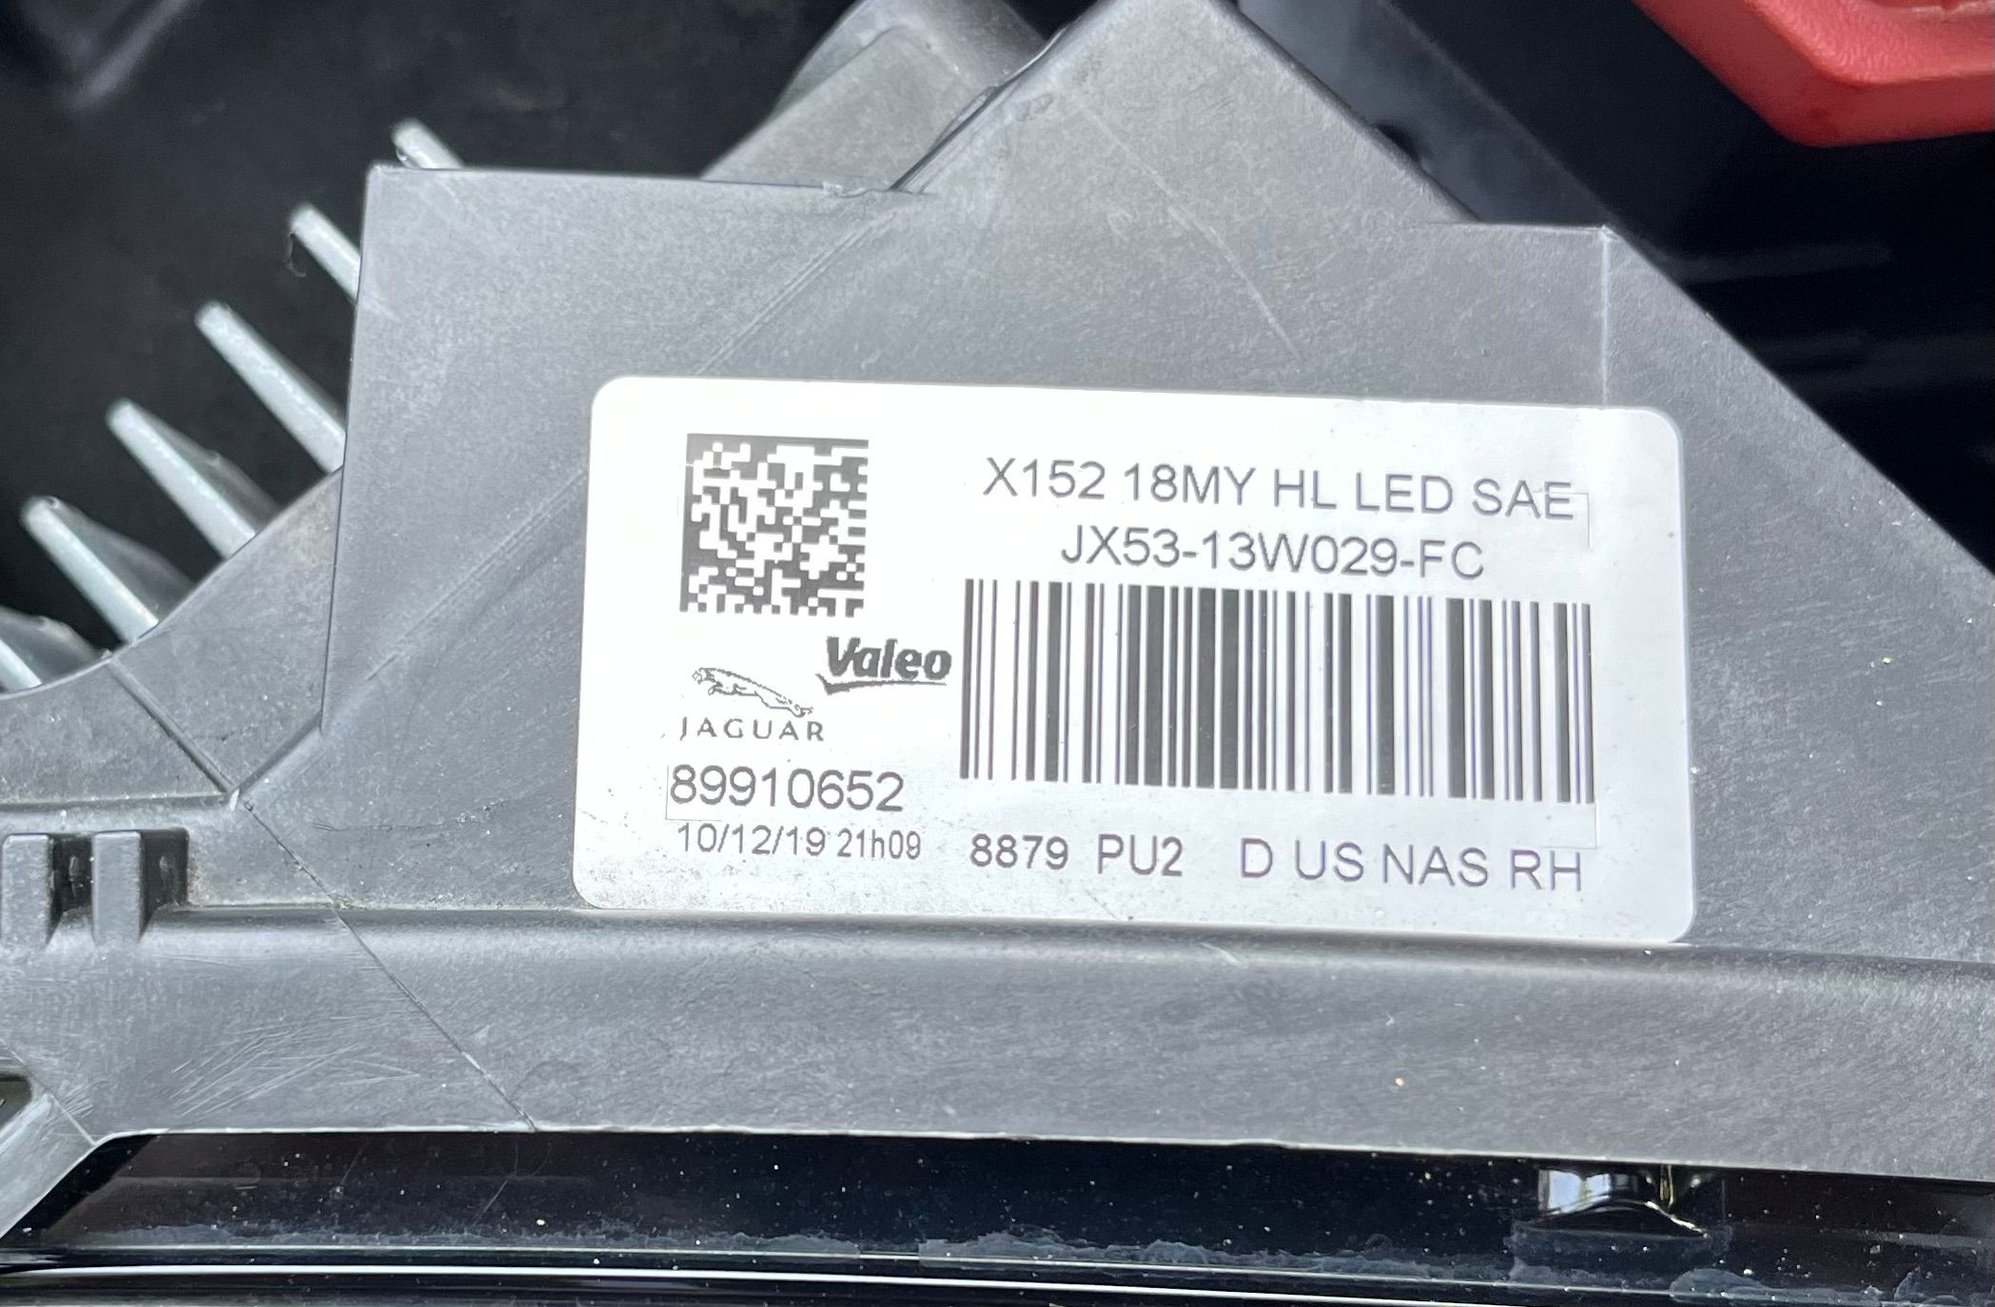 X152 18MY HL LED SAE
JX53-13W029-FC
Valeo
JAGUAR
89910652
10/12/19 21h09
8879 PU2 D US NAS RH